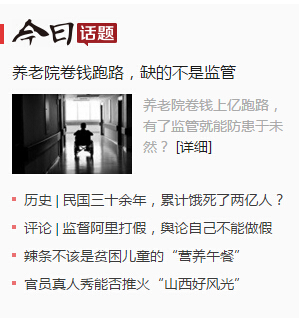 今日话题
养老院卷钱跑路，缺的不是监管
养老院卷钱上亿跑路，
有了监管就能防患于未
然？ [详细]
历史 | 民国三十余年，累计饿死了两亿人？
评论 | 监督阿里打假，舆论自己不能做假
辣条不该是贫困儿童的“营养午餐”
官员真人秀能否推火“山西好风光”